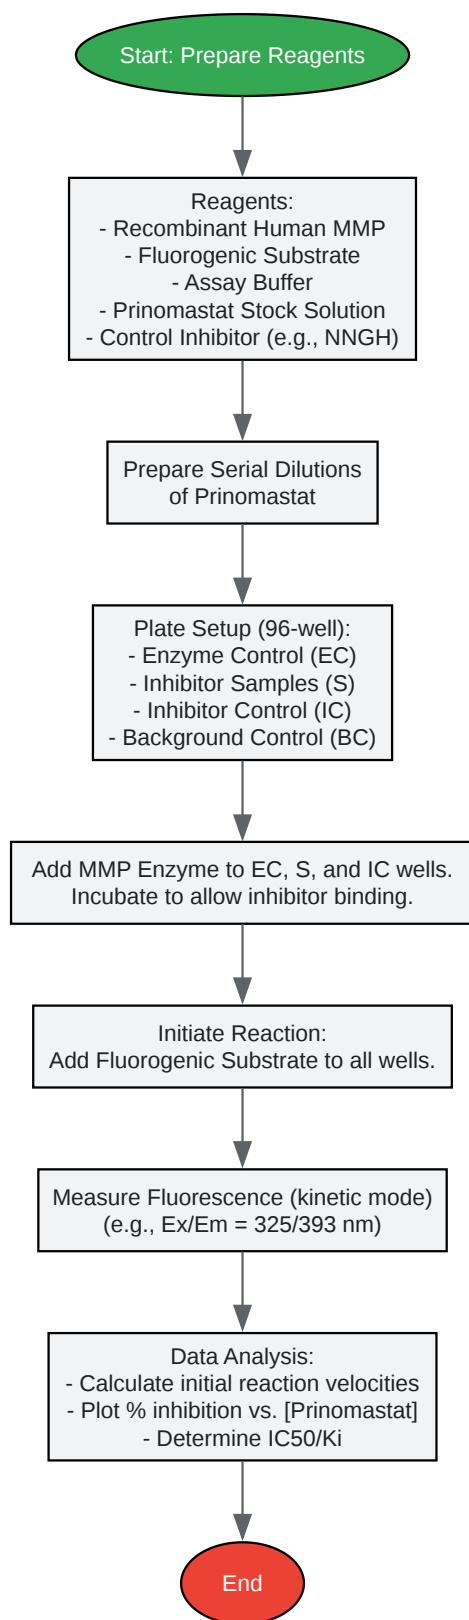 Start: Prepare Reagents
Reagents:
- Recombinant Human MMP
- Fluorogenic Substrate
- Assay Buffer
- Prinomastat Stock Solution
- Control Inhibitor (e.g., NNGH)
Prepare Serial Dilutions
of Prinomastat
Plate Setup (96-well):
- Enzyme Control (EC)
- Inhibitor Samples (S)
- Inhibitor Control (IC)
- Background Control (BC)
Add MMP Enzyme to EC, S, and IC wells.
Incubate to allow inhibitor binding.
Initiate Reaction:
Add Fluorogenic Substrate to all wells.
Measure Fluorescence (kinetic mode)
(e.g., Ex/Em = 325/393 nm)
Data Analysis:
- Calculate initial reaction velocities
- Plot % inhibition vs. [Prinomastat]
- Determine IC50/Ki
End